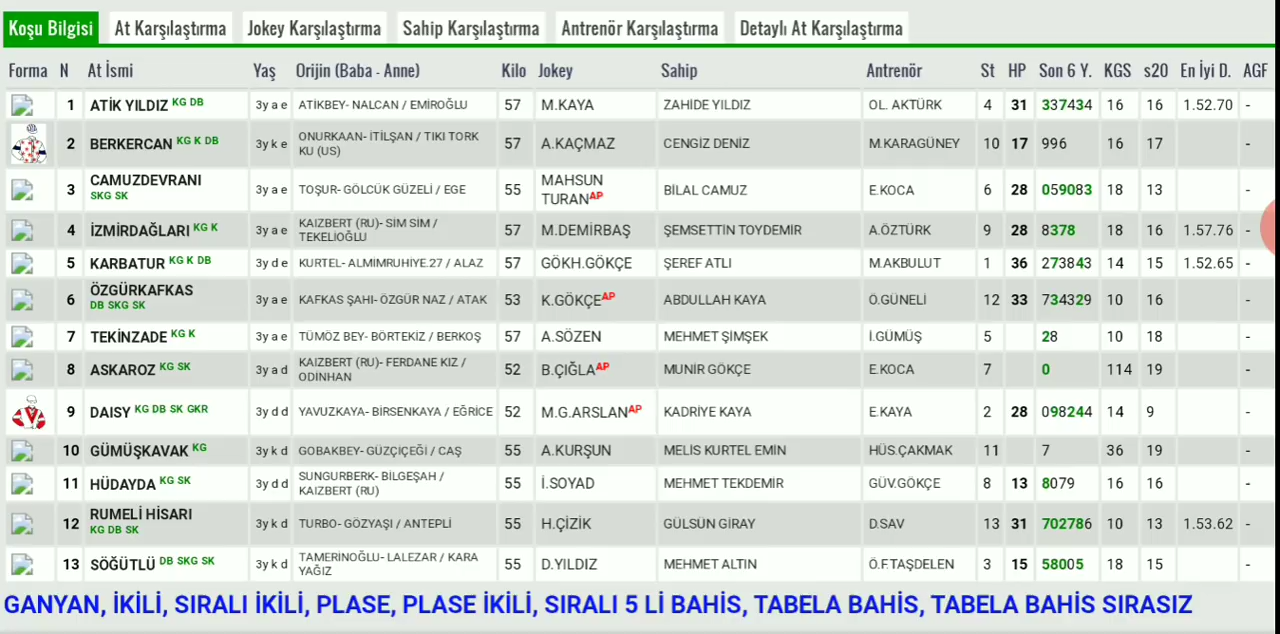 Koşu Bilgisi At Karşılaştırma Jokey Karşılaştırma Sahip Karşılaştırma Antrenör Karşılaştırma Detaylı At Karşılaştırma
Forma N At İsmi Yaş Orijin (Baba - Anne) Kilo Jokey Sahip Antrenör St HP Son 6 Y. KGS s20 En İyi D. AGF
1 ATİK YILDIZ KG DB 3y a e ATİKBEY- NALCAN / EMİROĞLU 57 M.KAYA ZAHİDE YILDIZ OL. AKTÜRK 4 31 337434 16 16 1.52.70 -
2 BERKERCAN KG K DB 3y k e ONURKAAN- İTİLŞAN / TIKI TORK KU (US) 57 A.KAÇMAZ CENGİZ DENİZ M.KARAGÜNEY 10 17 996 16 17 -
3 CAMUZDEVRANI SKG SK 3y a e TOŞUR- GÖLCÜK GÜZELİ / EGE 55 MAHSUN TURAN AP BİLAL CAMUZ E.KOCA 6 28 059083 18 13 -
4 İZMİRDAĞLARI KG K 3y a e KAIZBERT (RU)- SİM SİM / TEKELİOĞLU 57 M.DEMİRBAŞ ŞEMSETTİN TOYDEMİR A.ÖZTÜRK 9 28 8378 18 16 1.57.76 -
5 KARBATUR KG K DB 3y d e KURTEL- ALMIMRUHIYE.27 / ALAZ 57 GÖKH.GÖKÇE ŞEREF ATLI M.AKBULUT 1 36 273843 14 15 1.52.65 -
6 ÖZGÜRKAFKAS DB SKG SK 3y a e KAFKAS ŞAHI- ÖZGÜR NAZ / ATAK 53 K.GÖKÇE AP ABDULLAH KAYA Ö.GÜNELİ 12 33 734329 10 16 -
7 TEKİNZADE KG K 3y a e TÜMÖZ BEY- BÖRTEKİZ / BERKOŞ 57 A.SÖZEN MEHMET ŞİMŞEK İ.GÜMÜŞ 5 28 10 18 -
8 ASKAROZ KG SK 3y a d KAIZBERT (RU)- FERDANE KIZ / ODINHAN 52 B.ÇIĞLA AP MUNİR GÖKÇE E.KOCA 7 0 114 19 -
9 DAISY KG DB SK GKR 3y d d YAVUZKAYA- BİRSENKAYA / EĞRİCE 52 M.G.ARSLAN AP KADRİYE KAYA E.KAYA 2 28 098244 14 9 -
10 GÜMÜŞKAVAK KG 3y k d GOBAKBEY- GÜZÇİÇEĞİ / CAŞ 55 A.KURŞUN MELİS KURTEL EMİN HÜS.ÇAKMAK 11 7 36 19 -
11 HÜDAYDA KG SK 3y d d SUNGURBERK- BİLGEŞAH / KAIZBERT (RU) 55 İ.SOYAD MEHMET TEKDEMİR GÜV.GÖKÇE 8 13 8079 16 16 -
12 RUMELİ HİSARI KG DB SK 3y k d TURBO- GÖZYAŞI / ANTEPLİ 55 H.ÇİZİK GÜLSÜN GİRAY D.SAV 13 31 702786 10 13 1.53.62 -
13 SÖĞÜTLÜ DB SKG SK 3y k d TAMERİNOĞLU- LALEZAR / KARA YAĞIZ 55 D.YILDIZ MEHMET ALTIN Ö.F.TAŞDELEN 3 15 58005 18 15 -
GANYAN, İKİLİ, SIRALI İKİLİ, PLASE, PLASE İKİLİ, SIRALI 5 Lİ BAHİS, TABELA BAHİS, TABELA BAHİS SIRASIZ